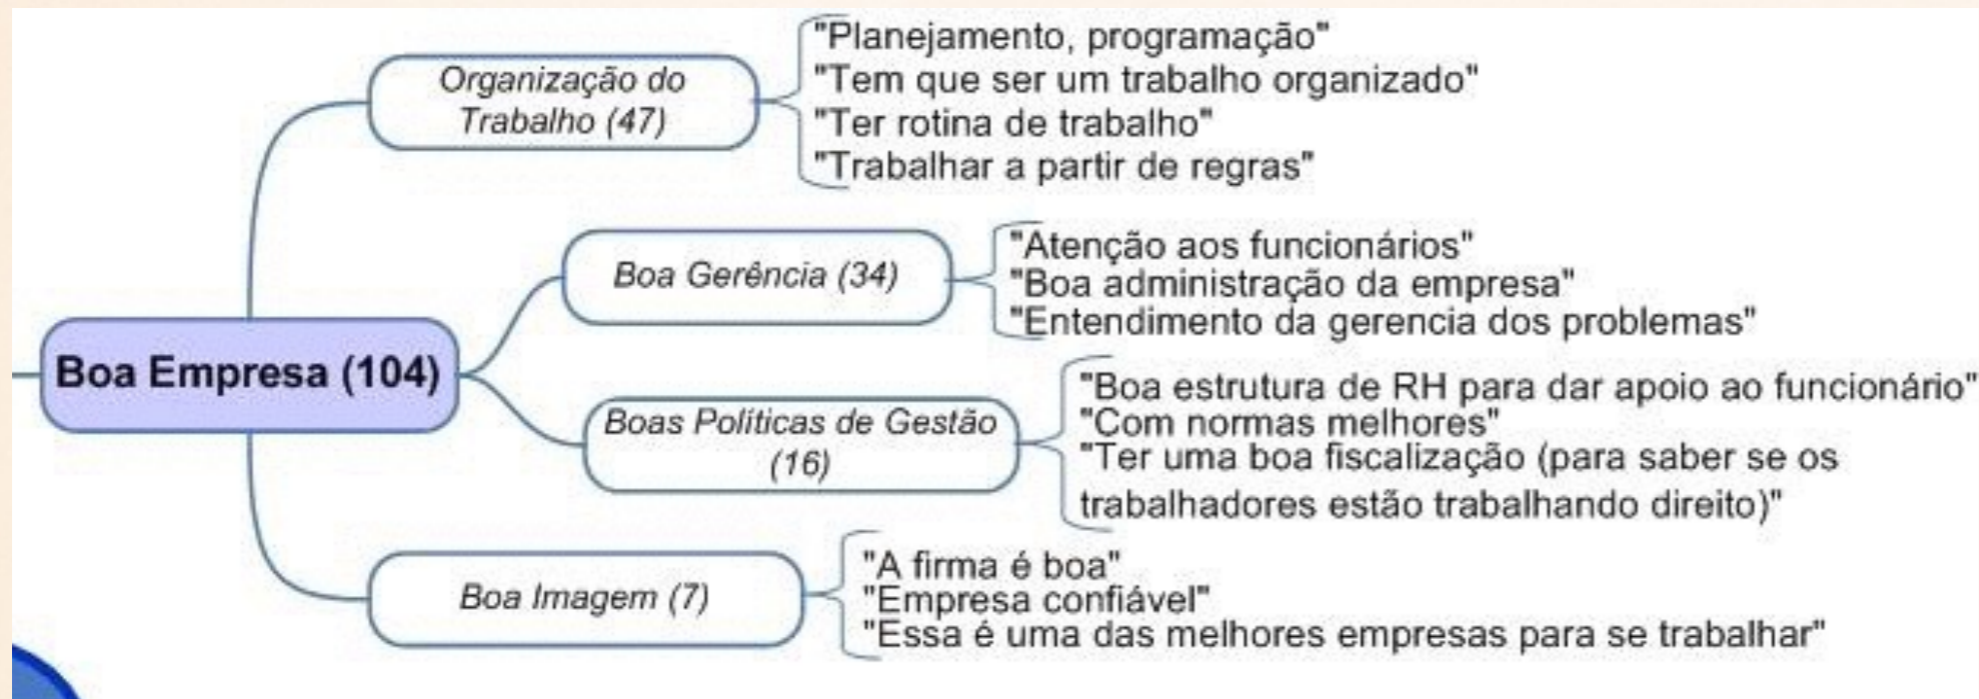 Organização do
Trabalho (47)
"Planejamento, programação"
"Tem que ser um trabalho organizado"
"Ter rotina de trabalho"
"Trabalhar a partir de regras"
Boa Gerência (34)
"Atenção aos funcionários"
"Boa administração da empresa"
"Entendimento da gerencia dos problemas"
Boa Empresa (104)
Boas Políticas de Gestão
(16)
"Boa estrutura de RH para dar apoio ao funcionário"
"Com normas melhores"
"Ter uma boa fiscalização (para saber se os
trabalhadores estão trabalhando direito)"
Boa Imagem (7)
"A firma é boa"
"Empresa confiável"
"Essa é uma das melhores empresas para se trabalhar"